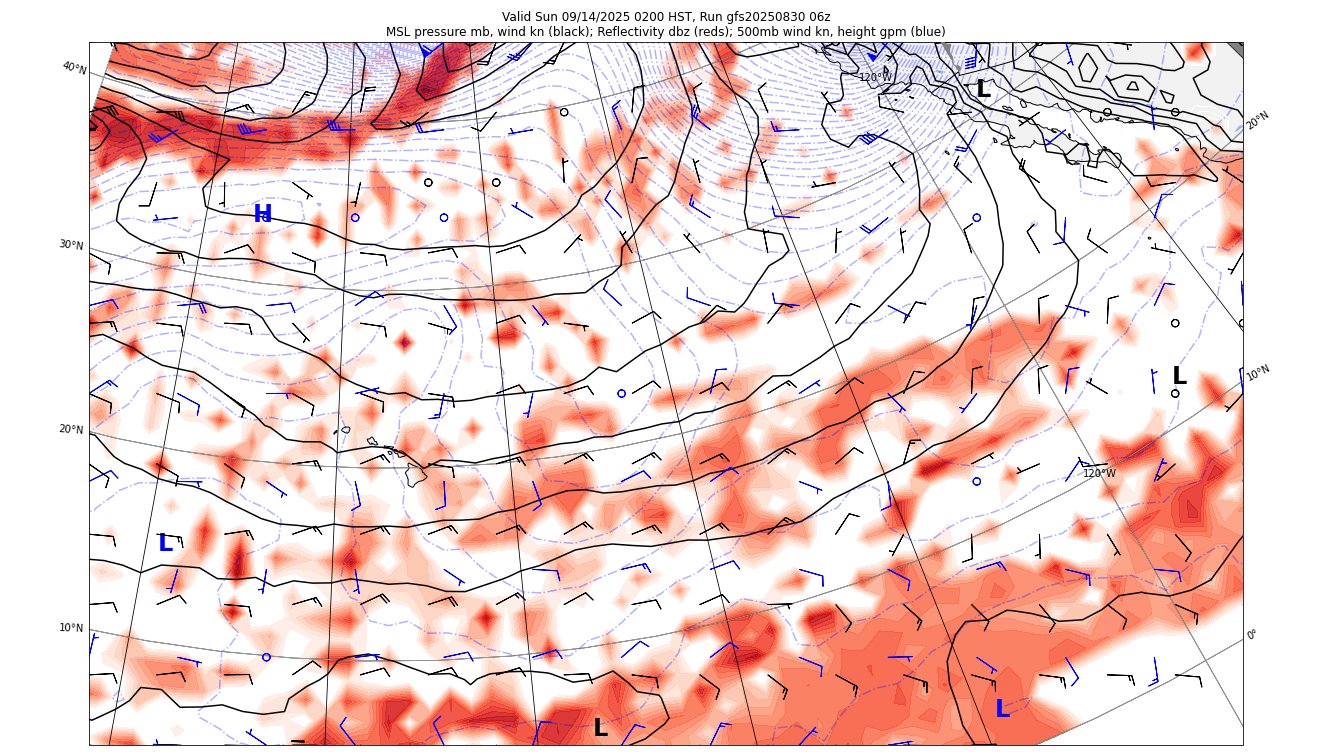 Valid Sun 09/14/2025 0200 HST, Run gfs20250830 06z
MSL pressure mb, wind kn (black); Reflectivity dbz (reds); 500mb wind kn, height gpm (blue)
40°N
120°W
L
20°N
H
30°N
10°N
L
20°N
120°W
L
10°N
0°
L
L